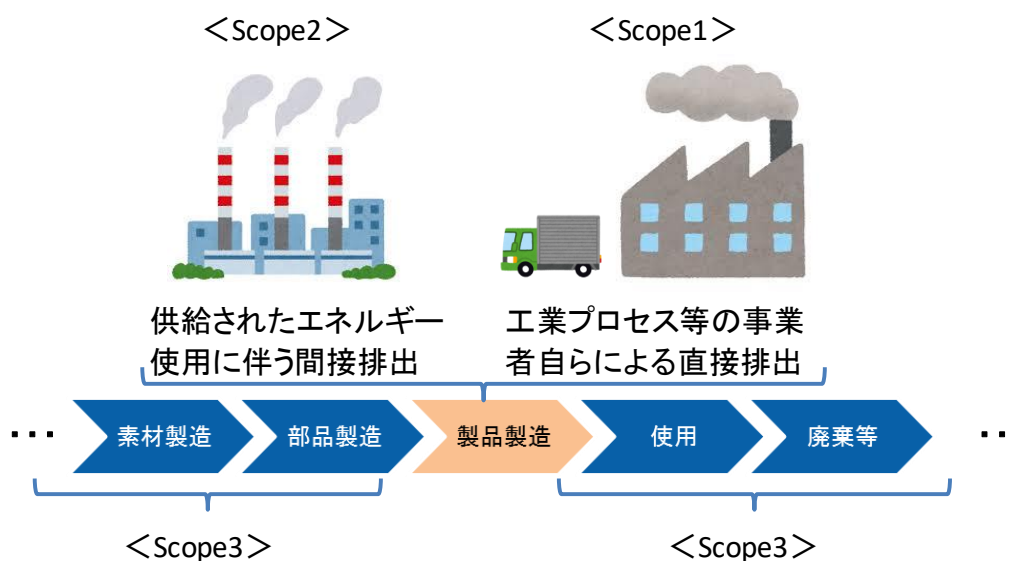 ＜Scope2＞
＜Scope1＞
供給されたエネルギー
使用に伴う間接排出
工業プロセス等の事業
者自らによる直接排出
… 素材製造 部品製造 製品製造 使用 廃棄等 ‥
＜Scope3＞
＜Scope3＞